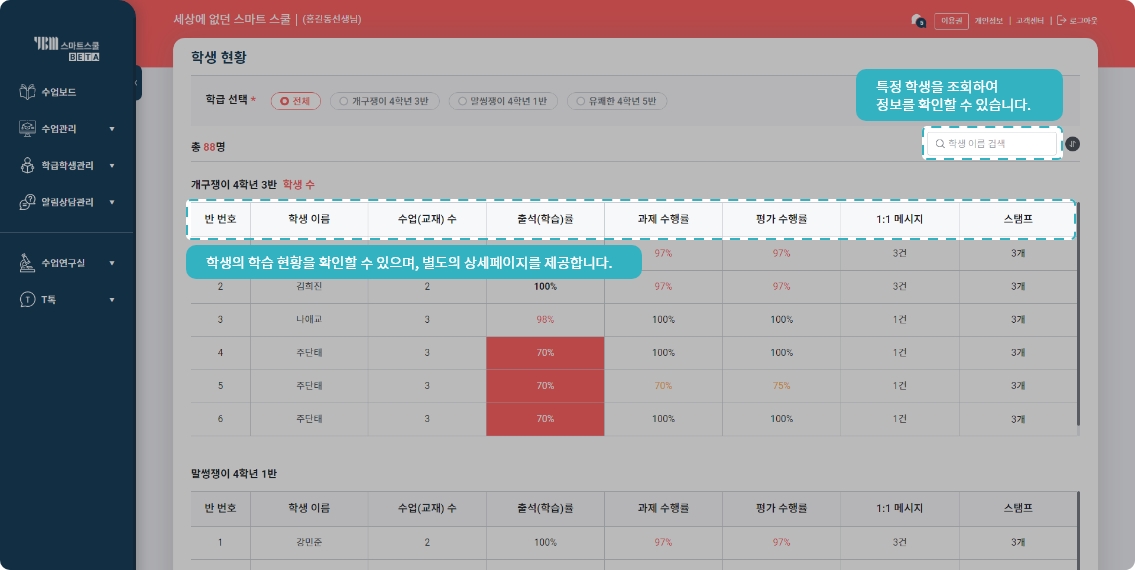 세상에 없던 스마트 스쿨 | (홍길동선생님)
5 이용권 개인정보 | 고객센터 | 로그아웃
YBM 스마트스쿨
BETA
수업보드
수업관리 ▼
학급학생관리 ▼
알림상담관리 ▼
수업연구실 ▼
T T톡 ▼
학생 현황
학급 선택 * 전체 개구쟁이 4학년 3반 말썽쟁이 4학년 1반 유쾌한 4학년 5반
특정 학생을 조회하여
정보를 확인할 수 있습니다.
총 88명
학생 이름 검색
개구쟁이 4학년 3반 학생 수
반 번호 학생 이름 수업(교재) 수 출석(학습)률 과제 수행률 평가 수행률 1:1 메시지 스탬프
97% 97% 3건 3개
학생의 학습 현황을 확인할 수 있으며, 별도의 상세페이지를 제공합니다.
2 김희진 2 100% 97% 97% 3건 3개
3 나애교 3 98% 100% 100% 1건 3개
4 주단태 3 70% 100% 100% 1건 3개
5 주단태 3 70% 70% 75% 1건 3개
6 주단태 3 70% 100% 100% 1건 3개
말썽쟁이 4학년 1반
반 번호 학생 이름 수업(교재) 수 출석(학습)률 과제 수행률 평가 수행률 1:1 메시지 스탬프
1 강민준 2 100% 97% 97% 3건 3개